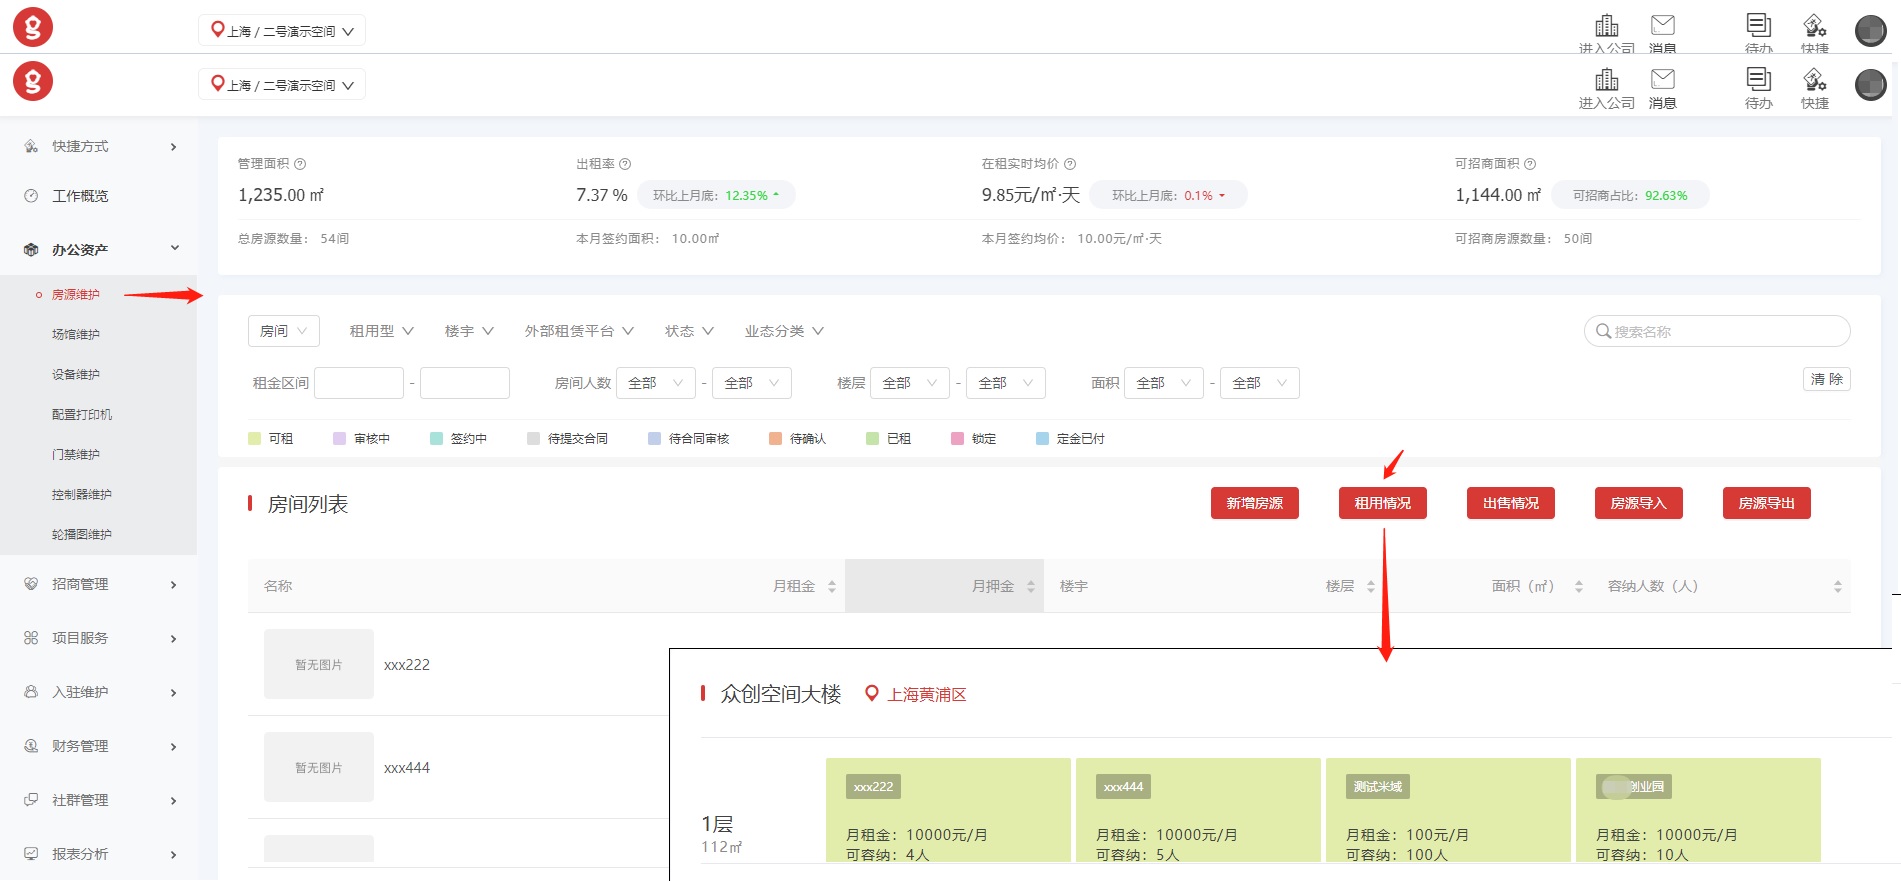 上海 / 二号演示空间
进入公司 消息 待办 快捷
上海 / 二号演示空间
进入公司 消息 待办 快捷
快捷方式
工作概览
办公资产
房源维护
场馆维护
设备维护
配置打印机
门禁维护
控制器维护
轮播图维护
招商管理
项目服务
入驻维护
财务管理
社群管理
报表分析
管理面积 出租率 在租实时均价 可招商面积
1,235.00 ㎡ 7.37 % 环比上月底: 12.35% 9.85元/㎡·天 环比上月底: 0.1% 1,144.00 ㎡ 可招商占比: 92.63%
总房源数量: 54间 本月签约面积: 10.00㎡ 本月签约均价: 10.00元/㎡·天 可招商房源数量: 50间
房间 租用型 楼宇 外部租赁平台 状态 业态分类 搜索名称
租金区间 - 房间人数 全部 - 全部 楼层 全部 - 全部 面积 全部 - 全部 清 除
可租 审核中 签约中 待提交合同 待合同审核 待确认 已租 锁定 定金已付
房间列表 新增房源 租用情况 出售情况 房源导入 房源导出
名称 月租金 月押金 楼宇 楼层 面积（㎡） 容纳人数（人）
暂无图片 xxx222
暂无图片 xxx444
众创空间大楼 上海黄浦区
1层
112㎡
xxx222
月租金：10000元/月
可容纳：4人
xxx444
月租金：10000元/月
可容纳：5人
测试米域
月租金：100元/月
可容纳：100人
创业园
月租金：10000元/月
可容纳：10人